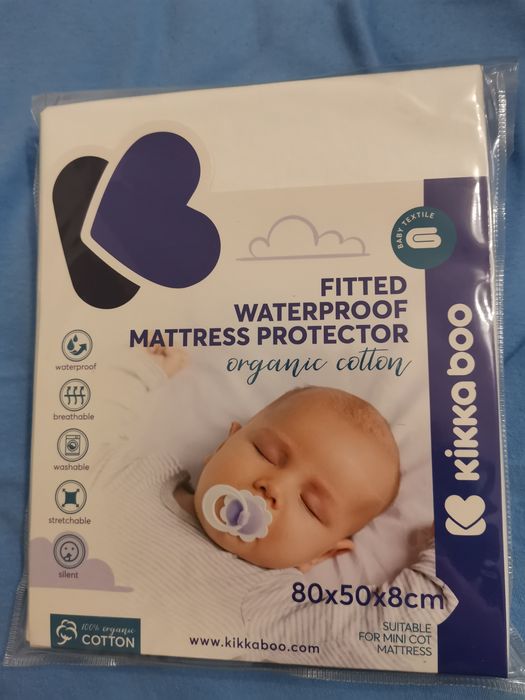 BABY TEXTILE
FITTED
WATERPROOF
MATTRESS PROTECTOR
organic cotton
waterproof
breathable
washable
stretchable
silent
kikka boo
80x50x8cm
SUITABLE
FOR MINI COT
MATTRESS
100% organic
COTTON
www.kikkaboo.com